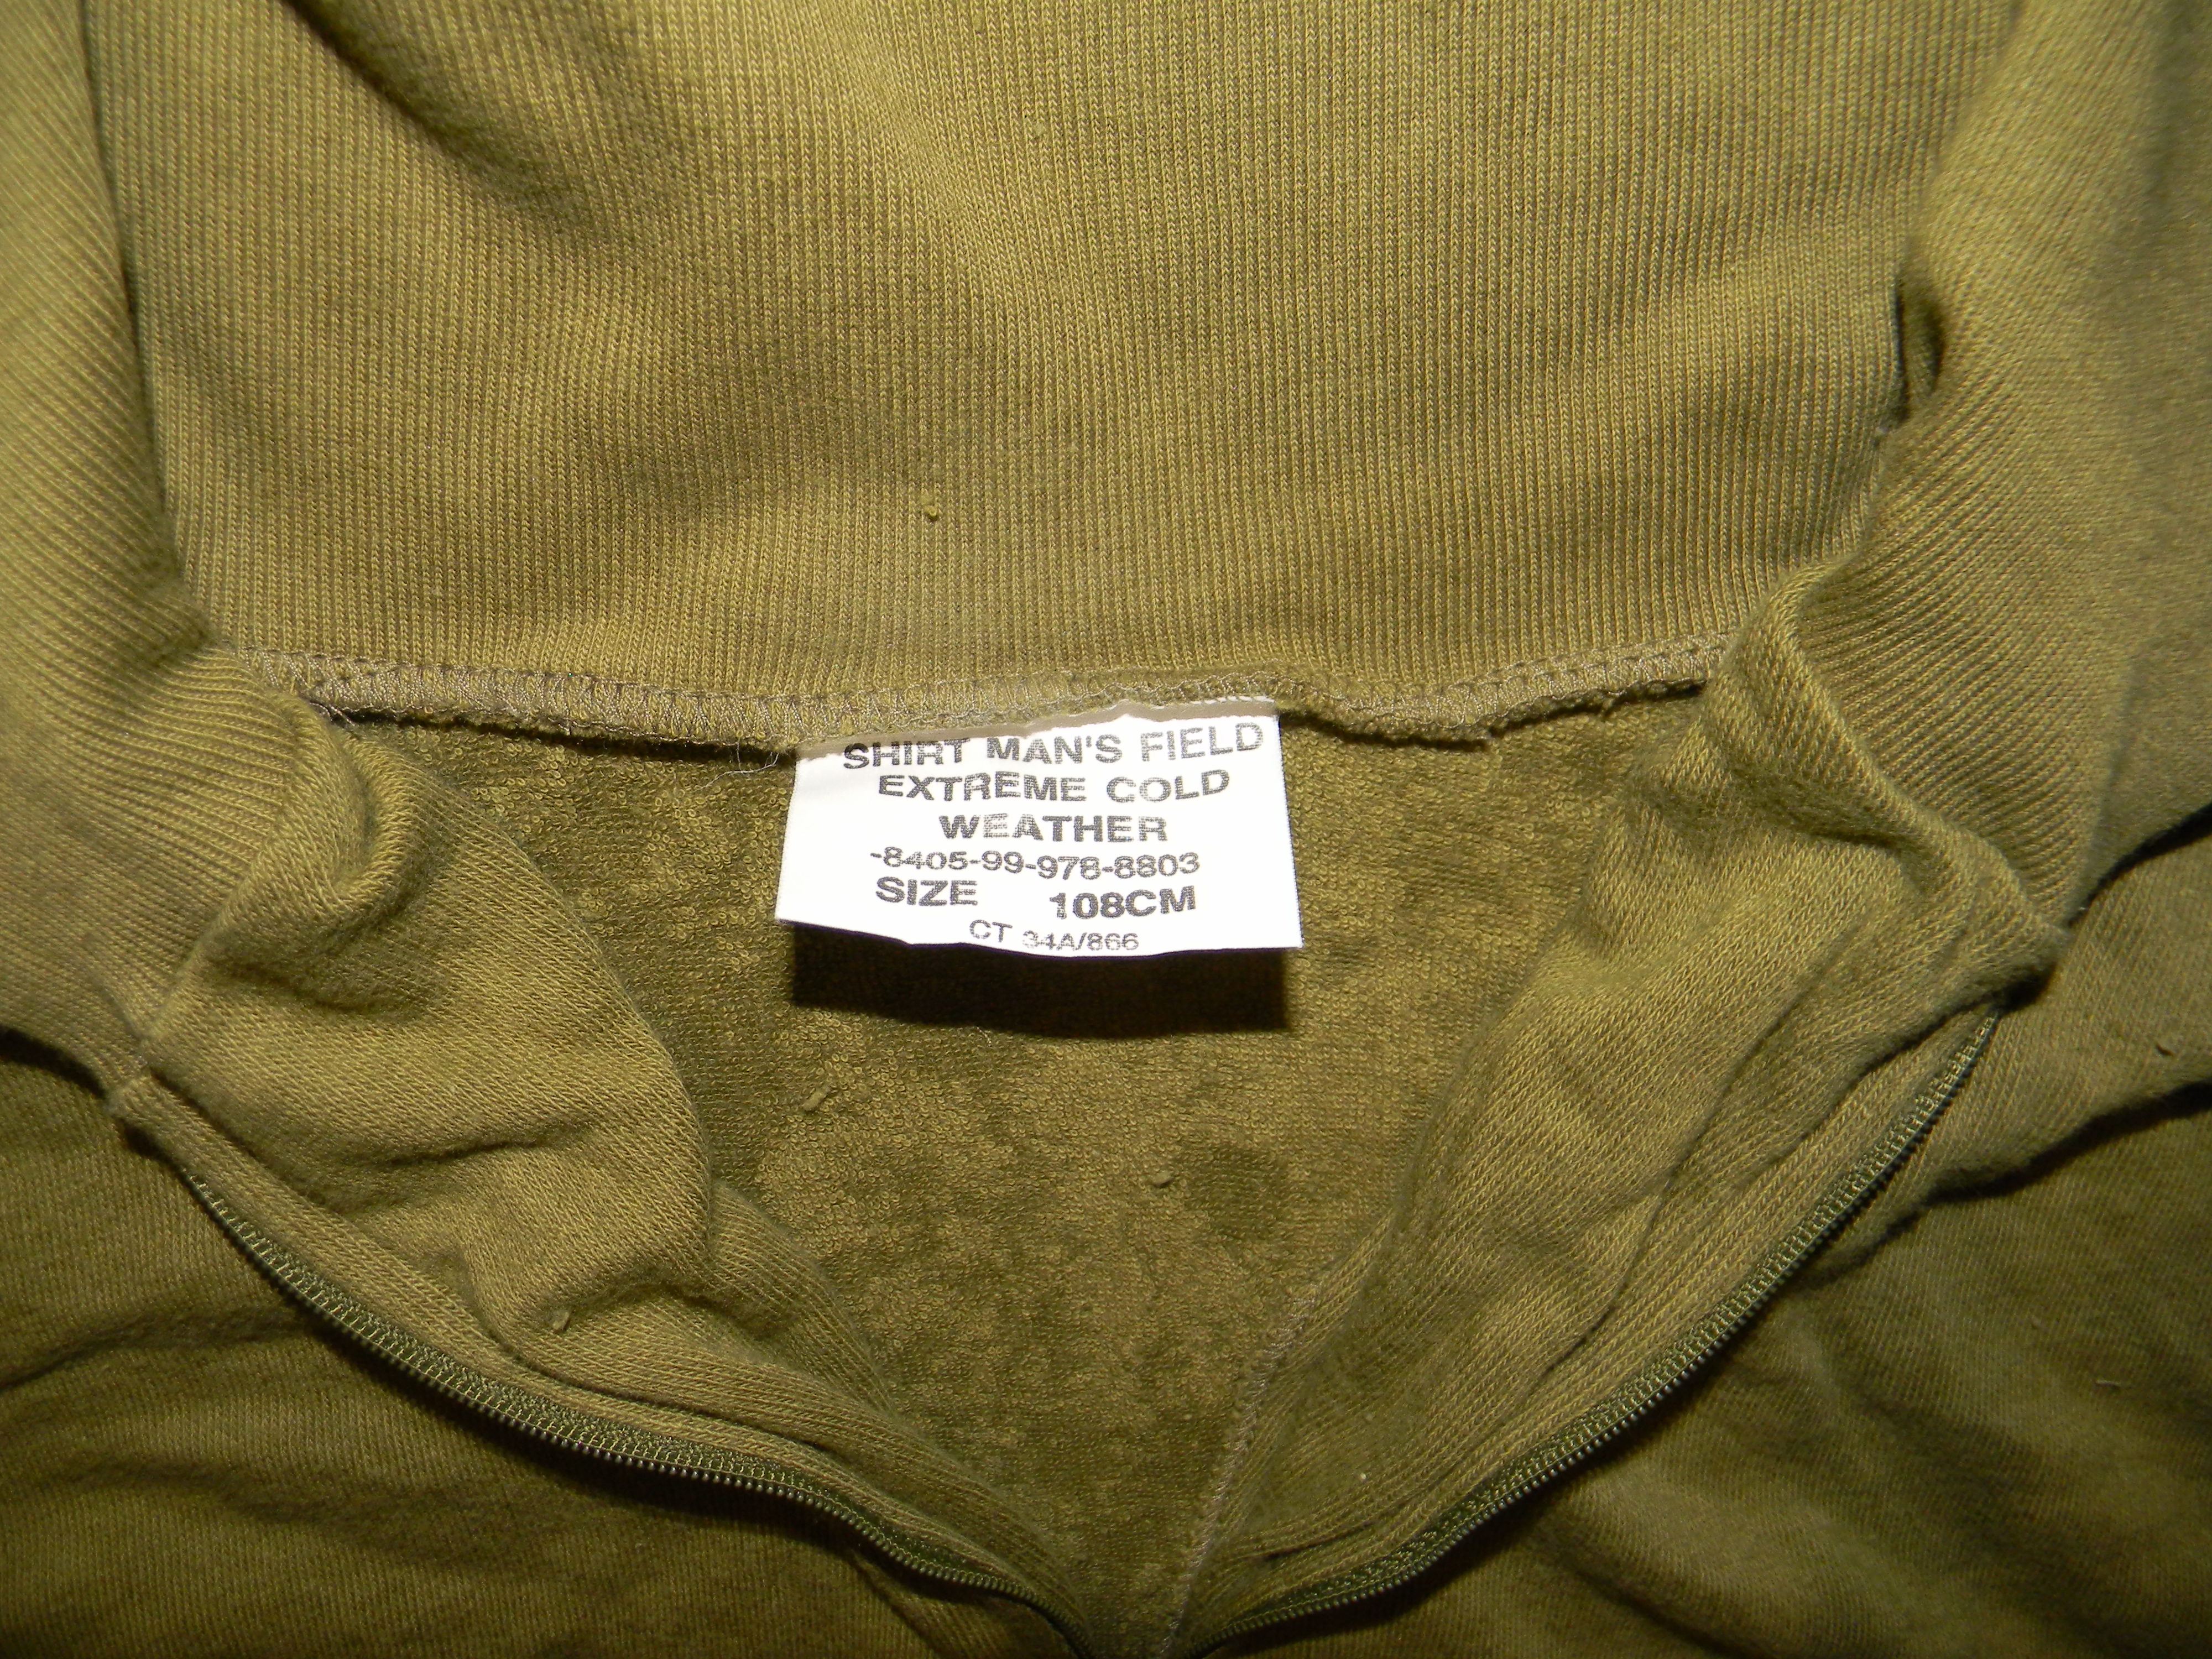 SHIRT MAN'S FIELD
EXTREME COLD
WEATHER
-8405-99-978-8803
SIZE 108CM
CT 34A/866